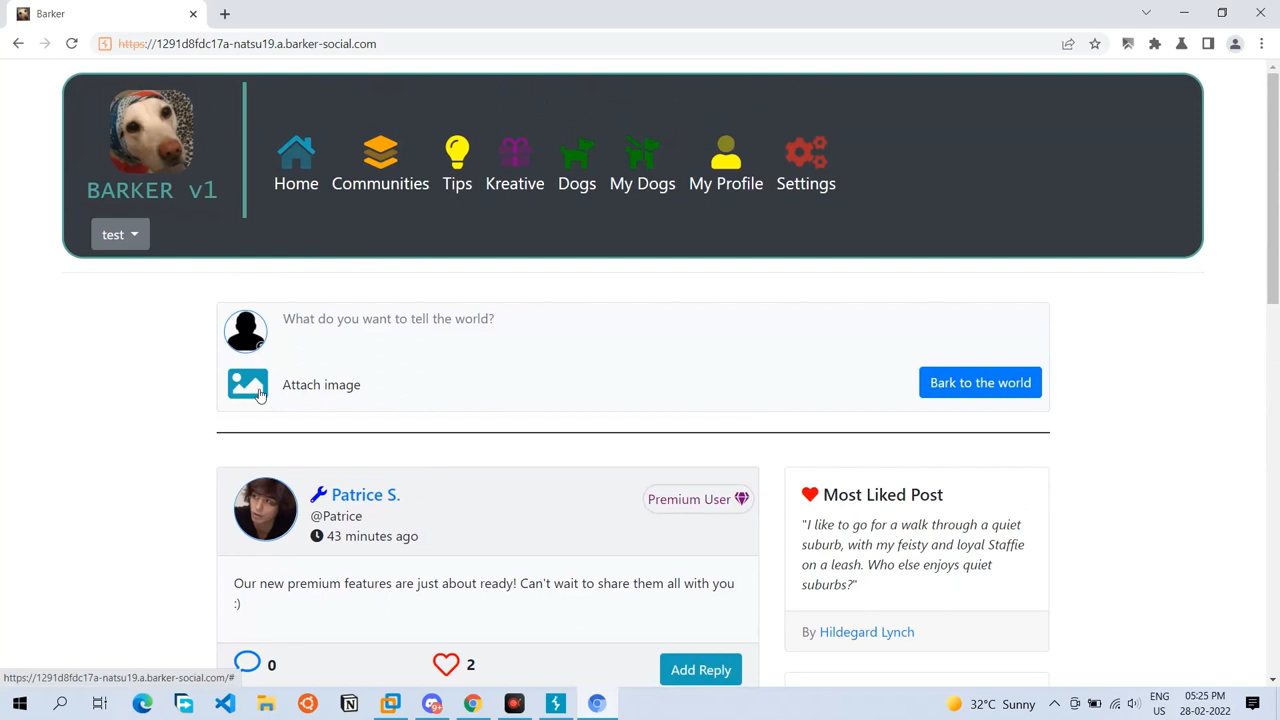 Barker
https://1291d8fdc17a-natsu19.a.barker-social.com
BARKER v1
Home
Communities
Tips
Kreative
Dogs
My Dogs
My Profile
Settings
test
What do you want to tell the world?
Attach image
Bark to the world
Patrice S.
@Patrice
43 minutes ago
Premium User
Our new premium features are just about ready! Can't wait to share them all with you
:)
0
2
Add Reply
Most Liked Post
"I like to go for a walk through a quiet
suburb, with my feisty and loyal Staffie
on a leash. Who else enjoys quiet
suburbs?"
By Hildegard Lynch
https://1291d8fdc17a-natsu19.a.barker-social.com/#
9+
32°C Sunny
ENG
US
05:25 PM
28-02-2022